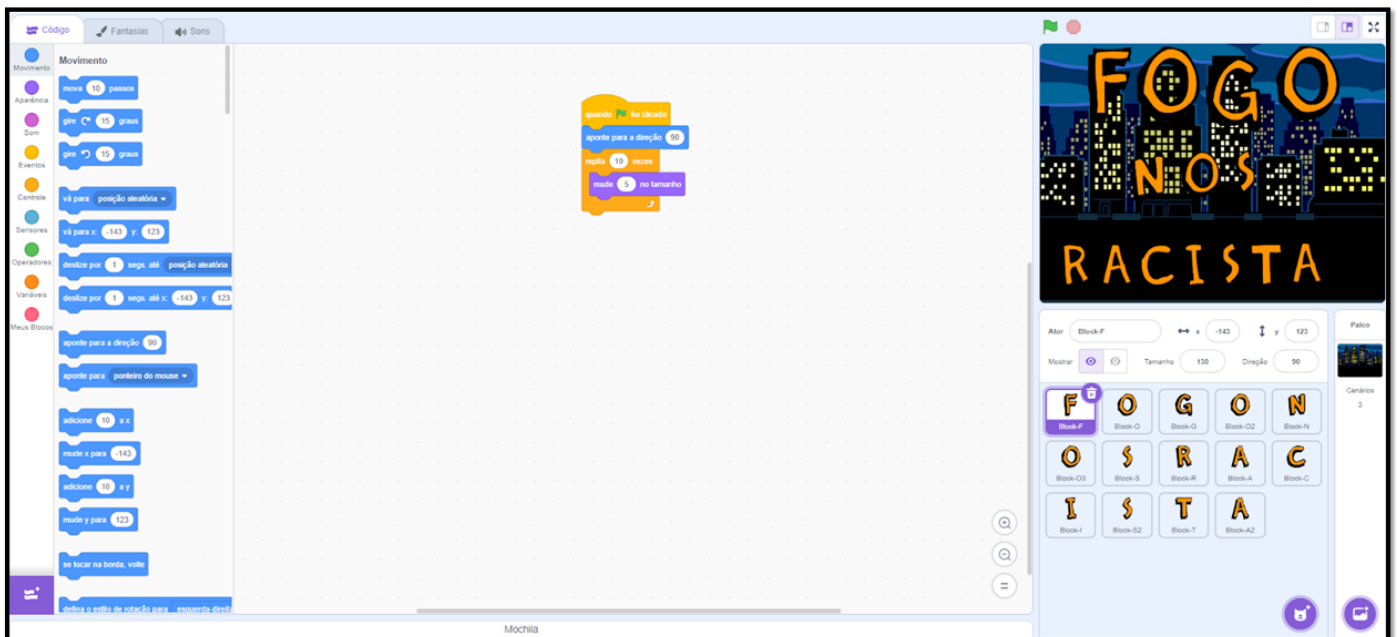 Código
Fantasias
Sons
Movimento
Aparência
Som
Eventos
Controle
Sensores
Operadores
Variáveis
Meus Blocos
Movimento
mova 10 passos
gire 15 graus
gire 15 graus
vá para posição aleatória
vá para x: -143 y: 123
deslize por 1 segs. até posição aleatória
deslize por 1 segs. até x: -143 y: 123
aponte para a direção 90
aponte para ponteiro do mouse
adicione 10 a x
mude x para -143
adicione 10 a y
mude y para 123
se tocar na borda, volte
defina o estilo de rotação para esquerda-direita
quando for clicado
aponte para a direção 90
repita 10 vezes
mude 5 no tamanho
Mochila
FOGO
NOS
RACISTA
Ator Block-F x -143 y 123
Mostrar Tamanho 130 Direção 90
F O G O N
Block-F Block-O Block-G Block-O2 Block-N
O S R A C
Block-O3 Block-S Block-R Block-A Block-C
I S T A
Block-I Block-S2 Block-T Block-A2
Palco
Cenários
3